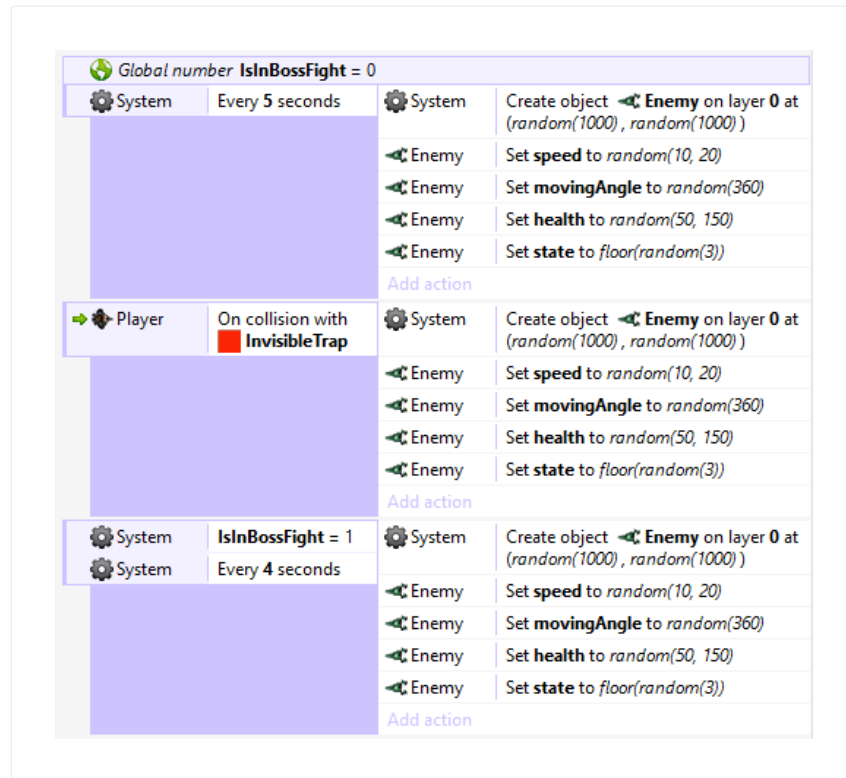 Global number IsInBossFight = 0
System Every 5 seconds System Create object Enemy on layer 0 at
(random(1000) , random(1000) )
Enemy Set speed to random(10, 20)
Enemy Set movingAngle to random(360)
Enemy Set health to random(50, 150)
Enemy Set state to floor(random(3))
Add action
Player On collision with System Create object Enemy on layer 0 at
InvisibleTrap (random(1000) , random(1000) )
Enemy Set speed to random(10, 20)
Enemy Set movingAngle to random(360)
Enemy Set health to random(50, 150)
Enemy Set state to floor(random(3))
Add action
System IsInBossFight = 1 System Create object Enemy on layer 0 at
System Every 4 seconds (random(1000) , random(1000) )
Enemy Set speed to random(10, 20)
Enemy Set movingAngle to random(360)
Enemy Set health to random(50, 150)
Enemy Set state to floor(random(3))
Add action